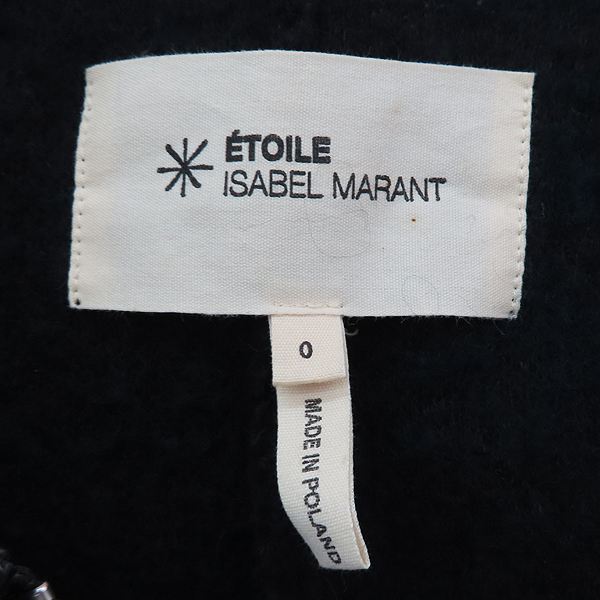 ÉTOILE
ISABEL MARANT
0
MADE IN POLAND